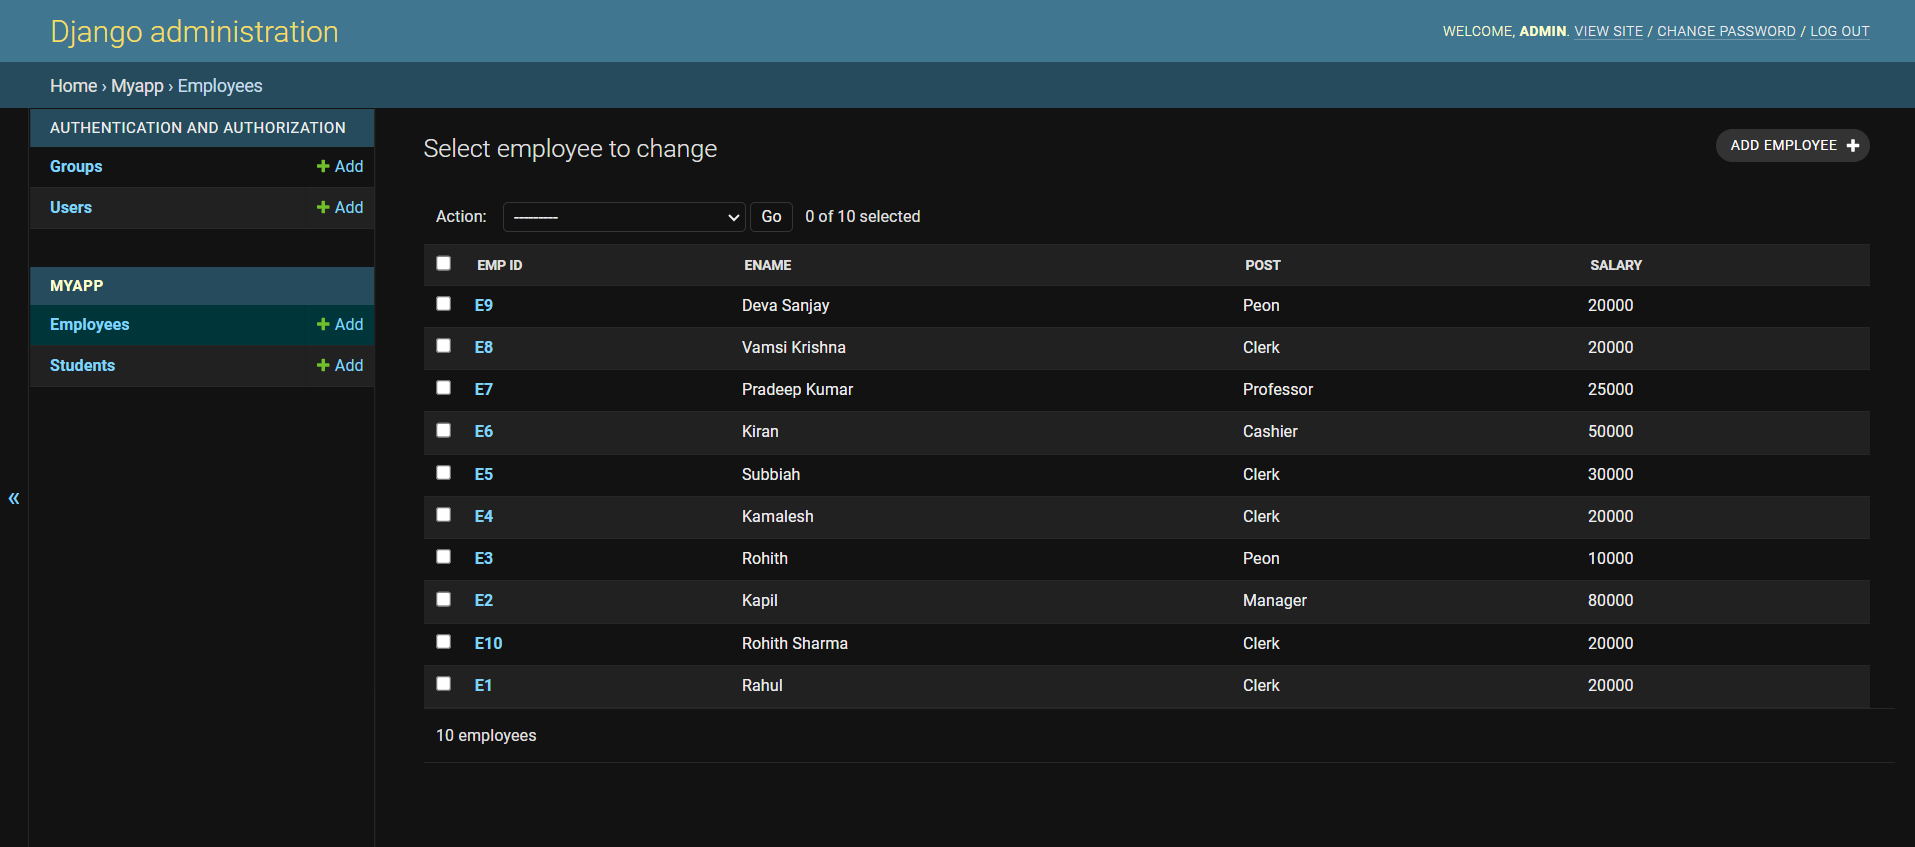 Django administration
WELCOME, ADMIN. VIEW SITE / CHANGE PASSWORD / LOG OUT
Home › Myapp › Employees
AUTHENTICATION AND AUTHORIZATION
Groups + Add
Users + Add
MYAPP
Employees + Add
Students + Add
«
Select employee to change
ADD EMPLOYEE +
Action: --------- Go 0 of 10 selected
EMP ID ENAME POST SALARY
E9 Deva Sanjay Peon 20000
E8 Vamsi Krishna Clerk 20000
E7 Pradeep Kumar Professor 25000
E6 Kiran Cashier 50000
E5 Subbiah Clerk 30000
E4 Kamalesh Clerk 20000
E3 Rohith Peon 10000
E2 Kapil Manager 80000
E10 Rohith Sharma Clerk 20000
E1 Rahul Clerk 20000
10 employees